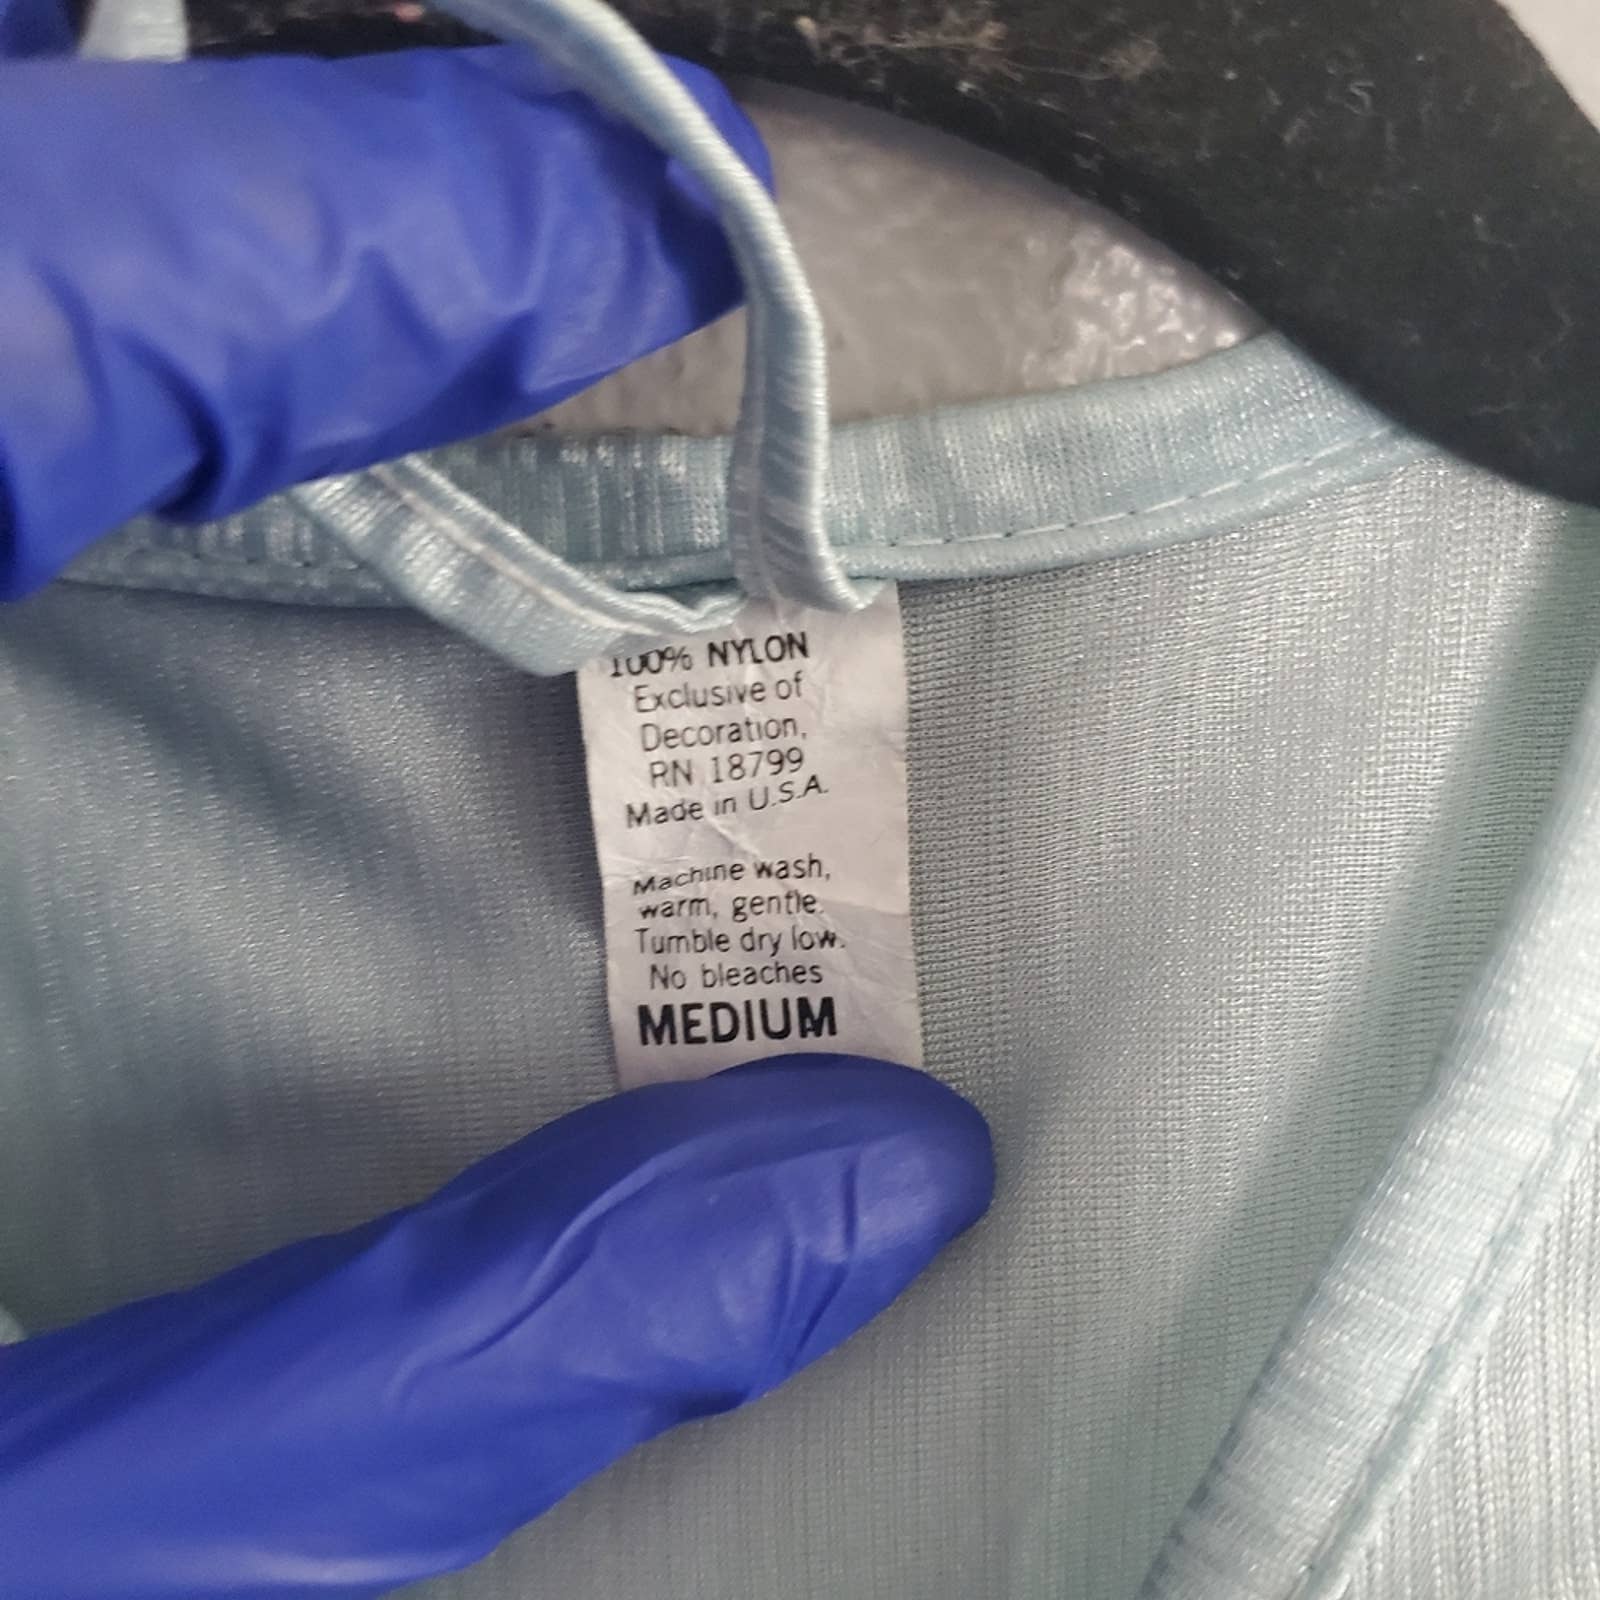 100% NYLON
Exclusive of
Decoration,
RN 18799
Made in U.S.A.
Machine wash,
warm, gentle.
Tumble dry low.
No bleaches
MEDIUM